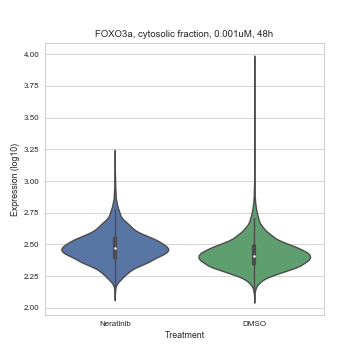 FOXO3a, cytosolic fraction, 0.001uM, 48h
4.00
3.75
3.50
3.25
3.00
2.75
2.50
2.25
2.00
Expression (log10)
Neratinib
DMSO
Treatment